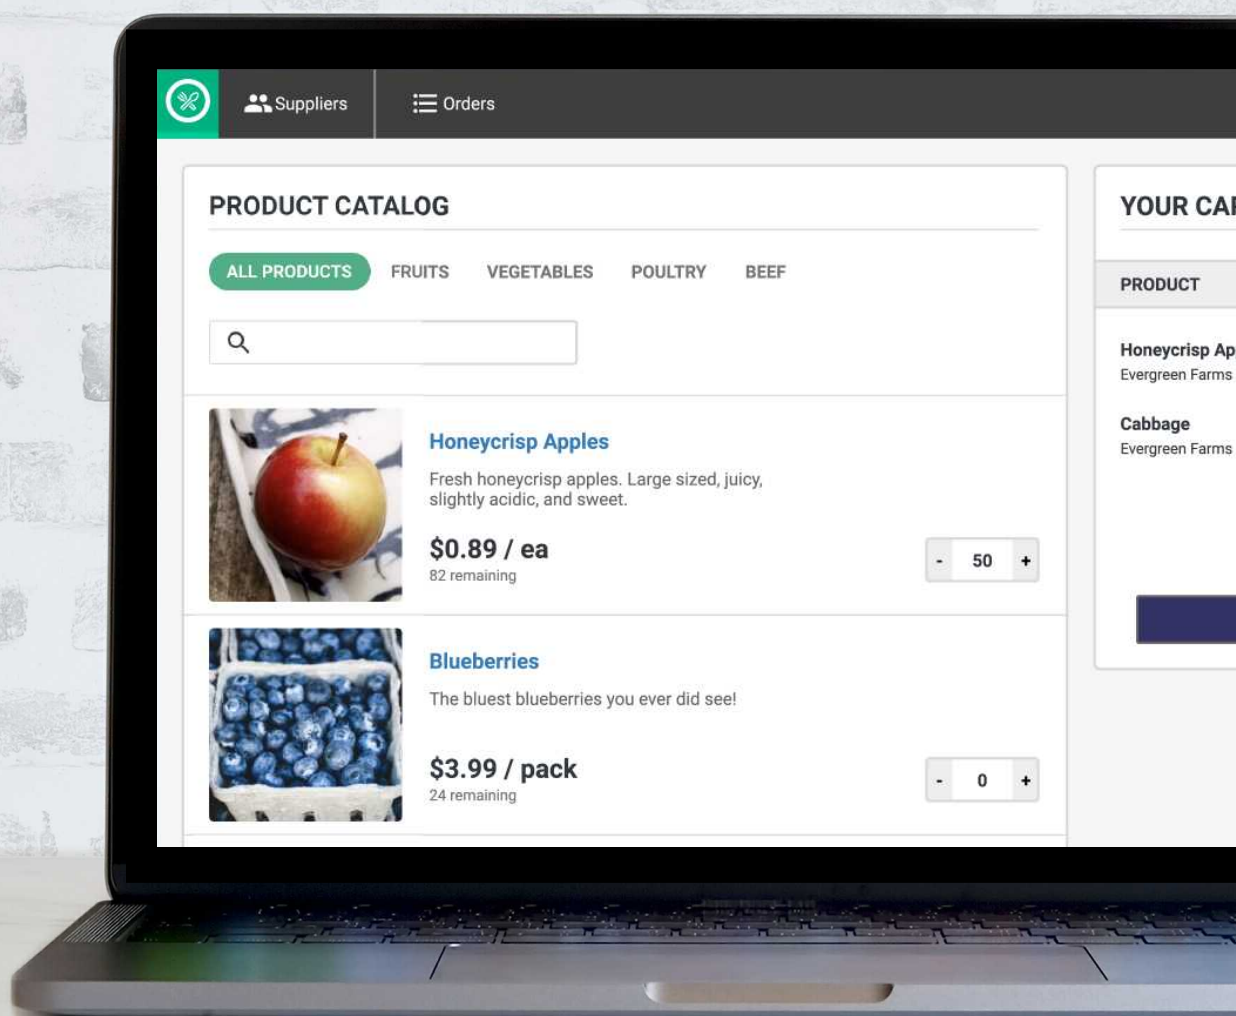 Suppliers
Orders
PRODUCT CATALOG
ALL PRODUCTS FRUITS VEGETABLES POULTRY BEEF
Honeycrisp Apples
Fresh honeycrisp apples. Large sized, juicy,
slightly acidic, and sweet.
$0.89 / ea
82 remaining
- 50 +
Blueberries
The bluest blueberries you ever did see!
$3.99 / pack
24 remaining
- 0 +
YOUR
PRODUCT
Honeycrisp
Evergreen Farms
Cabbage
Evergreen Farms